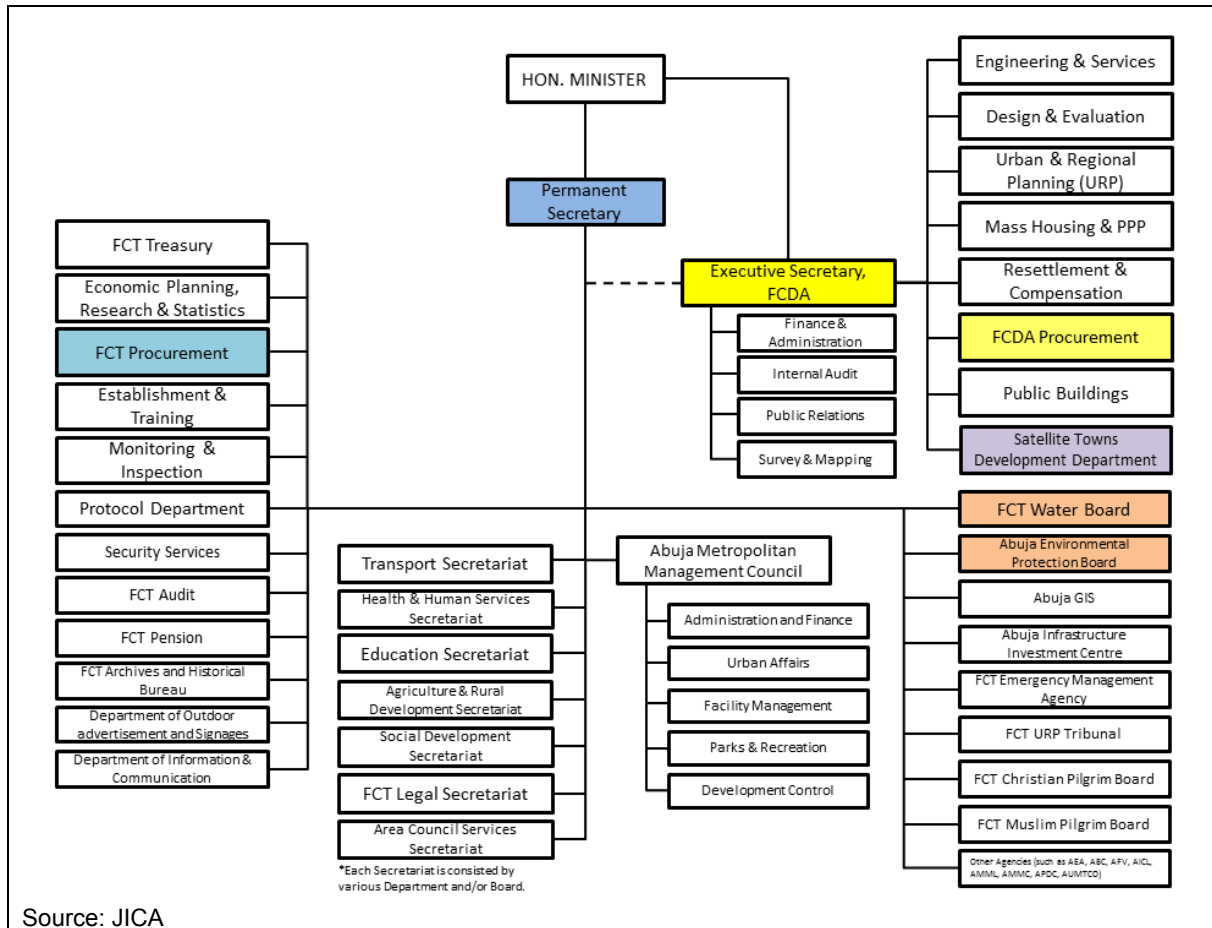 HON. MINISTER
Permanent
Secretary
Executive Secretary,
FCDA
Finance &
Administration
Internal Audit
Public Relations
Survey & Mapping
Engineering & Services
Design & Evaluation
Urban & Regional
Planning (URP)
Mass Housing & PPP
Resettlement &
Compensation
FCDA Procurement
Public Buildings
Satellite Towns
Development Department
FCT Treasury
Economic Planning,
Research & Statistics
FCT Procurement
Establishment &
Training
Monitoring &
Inspection
Protocol Department
Security Services
FCT Audit
FCT Pension
FCT Archives and Historical
Bureau
Department of Outdoor
advertisement and Signages
Department of Information &
Communication
Transport Secretariat
Health & Human Services
Secretariat
Education Secretariat
Agriculture & Rural
Development Secretariat
Social Development
Secretariat
FCT Legal Secretariat
Area Council Services
Secretariat
*Each Secretariat is consisted by
various Department and/or Board.
Abuja Metropolitan
Management Council
Administration and Finance
Urban Affairs
Facility Management
Parks & Recreation
Development Control
FCT Water Board
Abuja Environmental
Protection Board
Abuja GIS
Abuja Infrastructure
Investment Centre
FCT Emergency Management
Agency
FCT URP Tribunal
FCT Christian Pilgrim Board
FCT Muslim Pilgrim Board
Other Agencies (such as AEA, ABC, AFV, AICL,
AMML, AMMC, APDC, AUMTCO)
Source: JICA